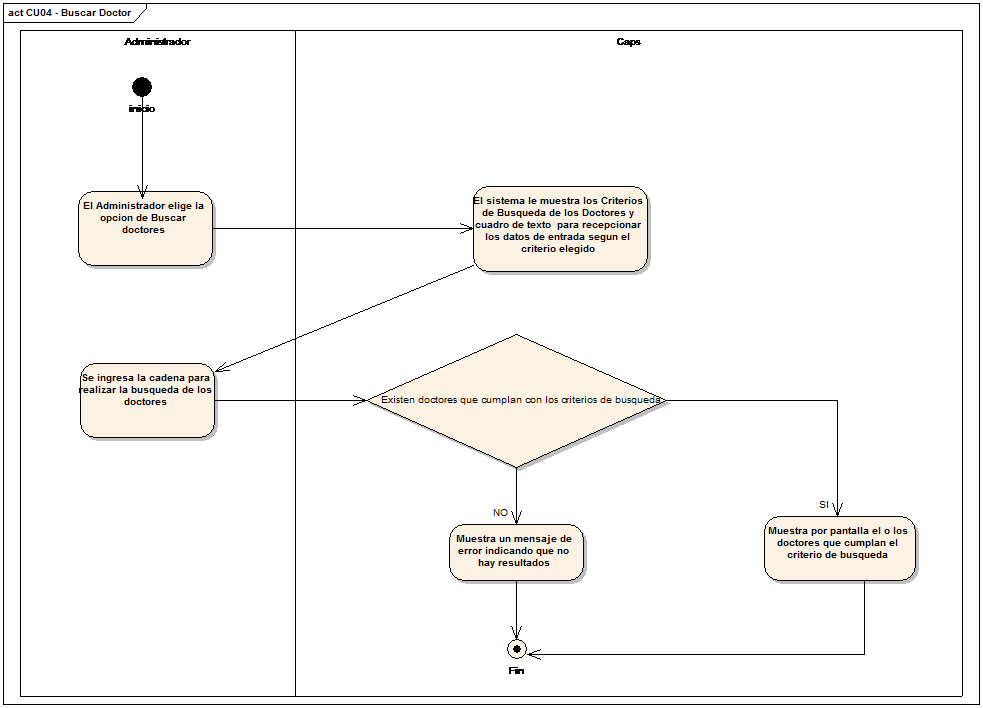 act CU04 - Buscar Doctor
Administrador
Caps
inicio
El Administrador elige la
opcion de Buscar
doctores
El sistema le muestra los Criterios
de Busqueda de los Doctores y
cuadro de texto para recepcionar
los datos de entrada segun el
criterio elegido
Se ingresa la cadena para
realizar la busqueda de los
doctores
Existen doctores que cumplan con los criterios de busqueda
NO
SI
Muestra un mensaje de
error indicando que no
hay resultados
Muestra por pantalla el o los
doctores que cumplan el
criterio de busqueda
Fin